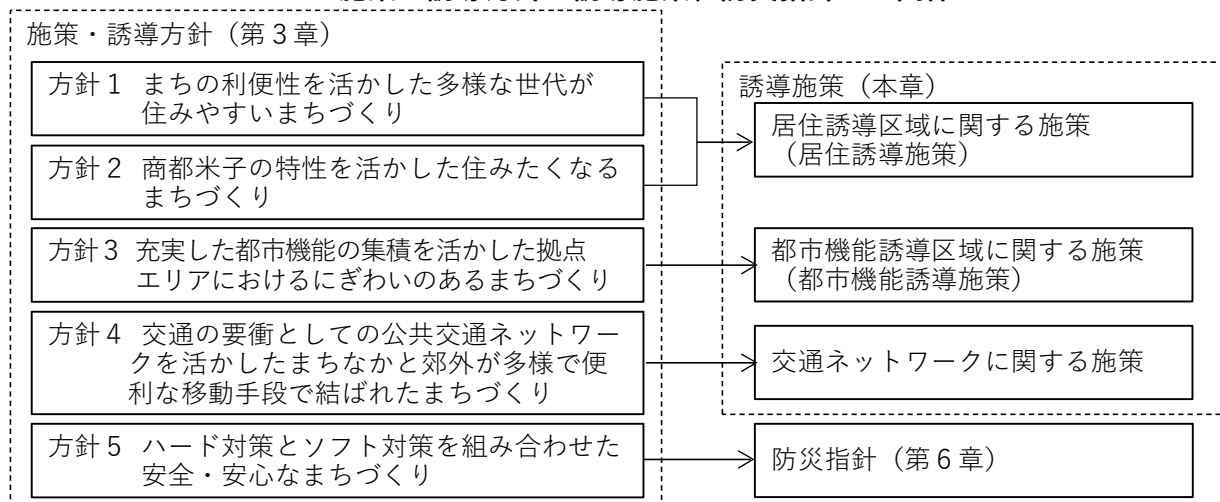 施策・誘導方針（第３章）
方針１ まちの利便性を活かした多様な世代が
住みやすいまちづくり
方針２ 商都米子の特性を活かした住みたくなる
まちづくり
方針３ 充実した都市機能の集積を活かした拠点
エリアにおけるにぎわいのあるまちづくり
方針４ 交通の要衝としての公共交通ネットワー
クを活かしたまちなかと郊外が多様で便
利な移動手段で結ばれたまちづくり
方針５ ハード対策とソフト対策を組み合わせた
安全・安心なまちづくり
誘導施策（本章）
居住誘導区域に関する施策
（居住誘導施策）
都市機能誘導区域に関する施策
（都市機能誘導施策）
交通ネットワークに関する施策
防災指針（第６章）